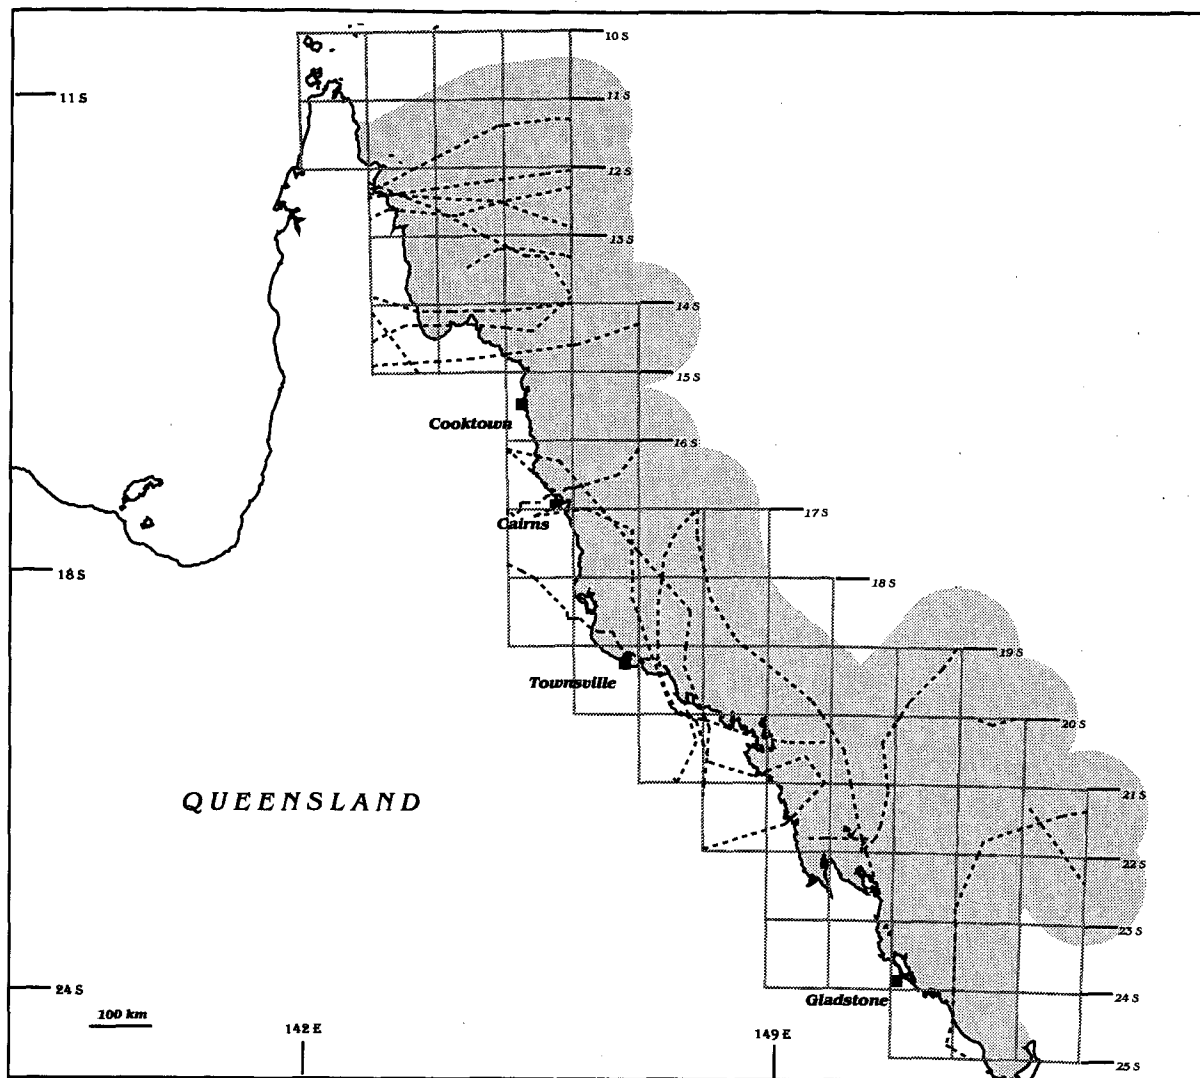 10 S
11 S
11 S
12 S
13 S
14 S
15 S
Cooktown
16 S
Cairns
17 S
18 S
18 S
19 S
Townsville
20 S
QUEENSLAND
21 S
22 S
23 S
24 S
Gladstone
24 S
100 km
142 E
149 E
25 S